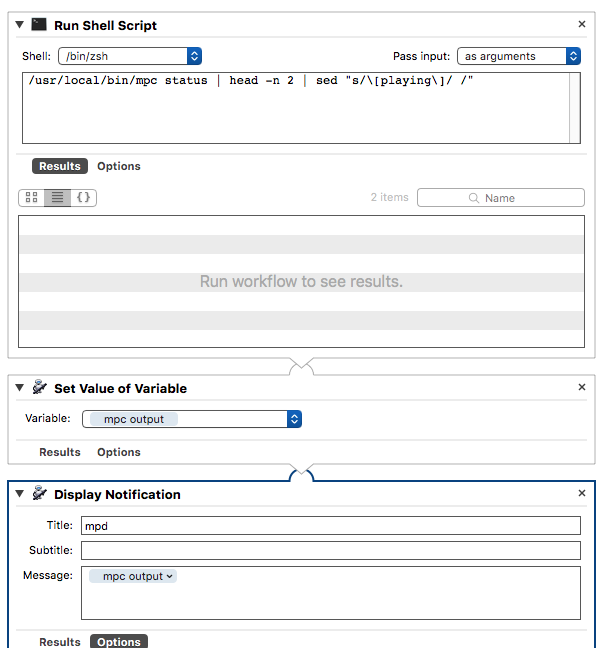 Run Shell Script
Shell: /bin/zsh Pass input: as arguments
/usr/local/bin/mpc status | head -n 2 | sed "s/\[playing\]/ /"
Results Options
2 items Name
Run workflow to see results.
Set Value of Variable
Variable: mpc output
Results Options
Display Notification
Title: mpd
Subtitle:
Message: mpc output
Results Options